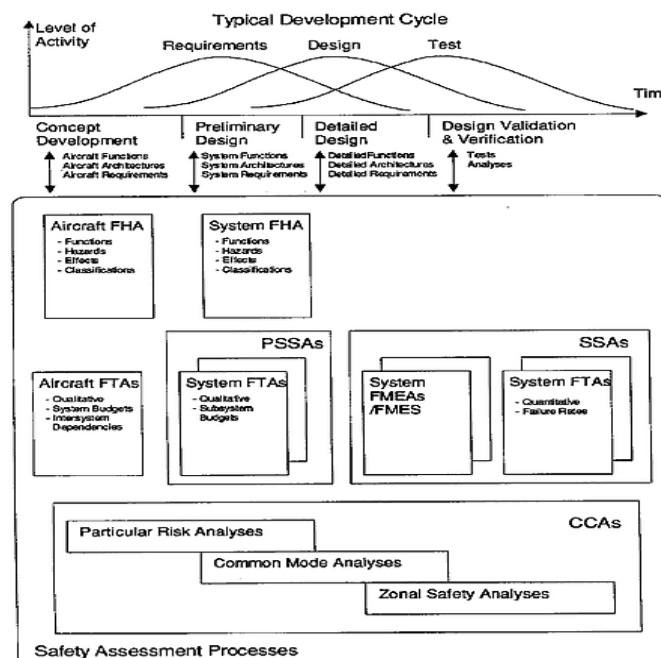 Typical Development Cycle
Level of
Activity
Requirements
Design
Test
Tim
Concept
Development
Preliminary
Design
Detailed
Design
Design Validation
& Verification
Aircraft Functions
Aircraft Architectures
Aircraft Requirements
System Functions
System Architectures
System Requirements
Detailed Functions
Detailed Architectures
Detailed Requirements
Tests
Analyses
Aircraft FHA
- Functions
- Hazards
- Effects
- Classifications
System FHA
- Functions
- Hazards
- Effects
- Classifications
PSSAs
SSAs
Aircraft FTAs
- Qualitative
- System Budgets
- Intersystem
Dependencies
System FTAs
- Qualitative
- Subsystem
Budgets
System
FMEAs
/FMES
System FTAs
- Quantitative
- Failure Rates
CCAs
Particular Risk Analyses
Common Mode Analyses
Zonal Safety Analyses
Safety Assessment Processes